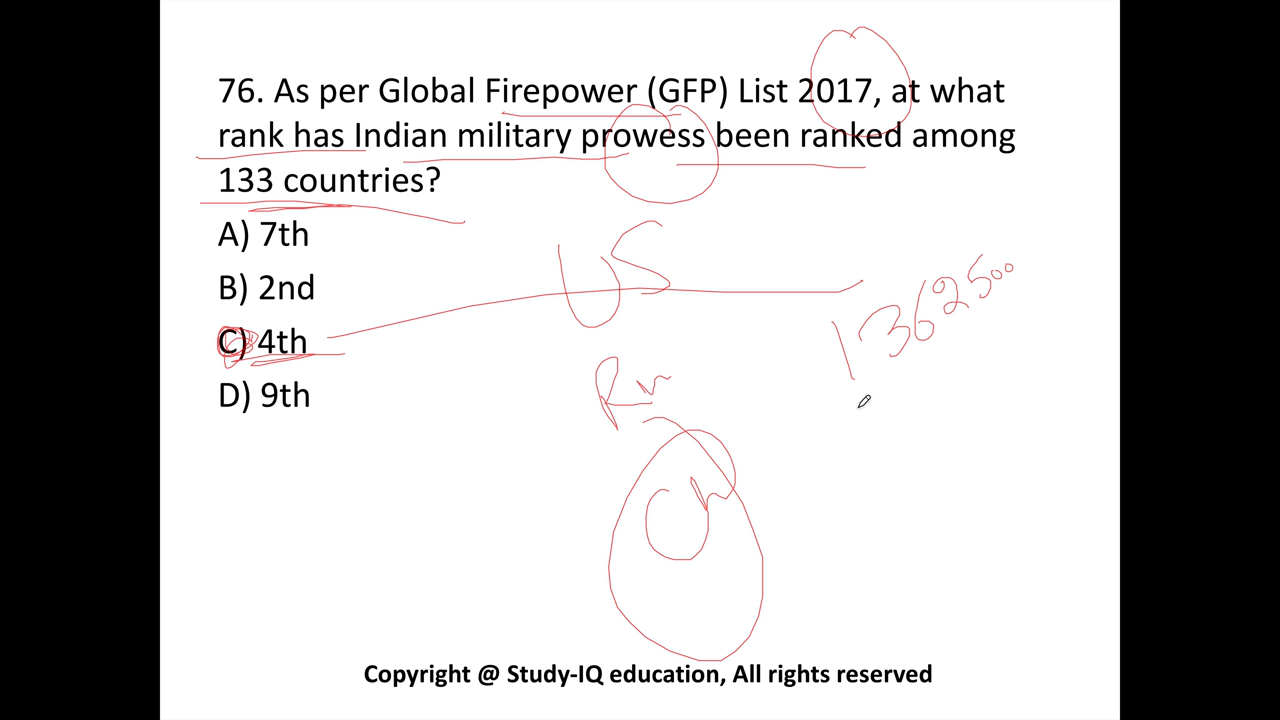 76. As per Global Firepower (GFP) List 2017, at what
rank has Indian military prowess been ranked among
133 countries?
A) 7th
B) 2nd
C) 4th
D) 9th
US
1362500
Ru
Ch
Copyright @ Study-IQ education, All rights reserved